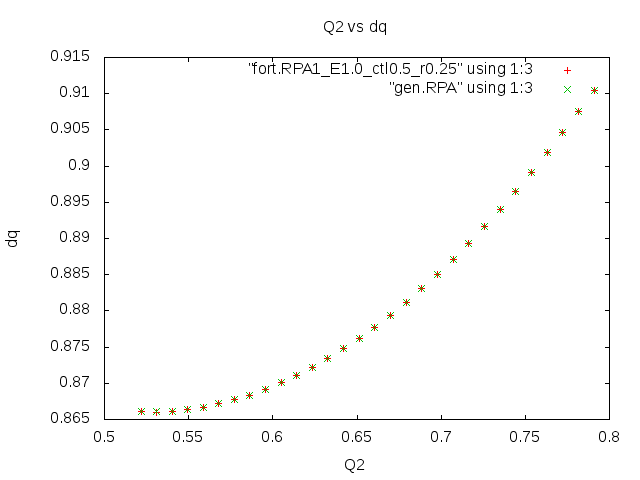 Q2 vs dq
"fort.RPA1_E1.0_ctl0.5_r0.25" using 1:3
"gen.RPA" using 1:3
0.915
0.91
0.905
0.9
0.895
0.89
0.885
0.88
0.875
0.87
0.865
dq
0.5 0.55 0.6 0.65 0.7 0.75 0.8
Q2